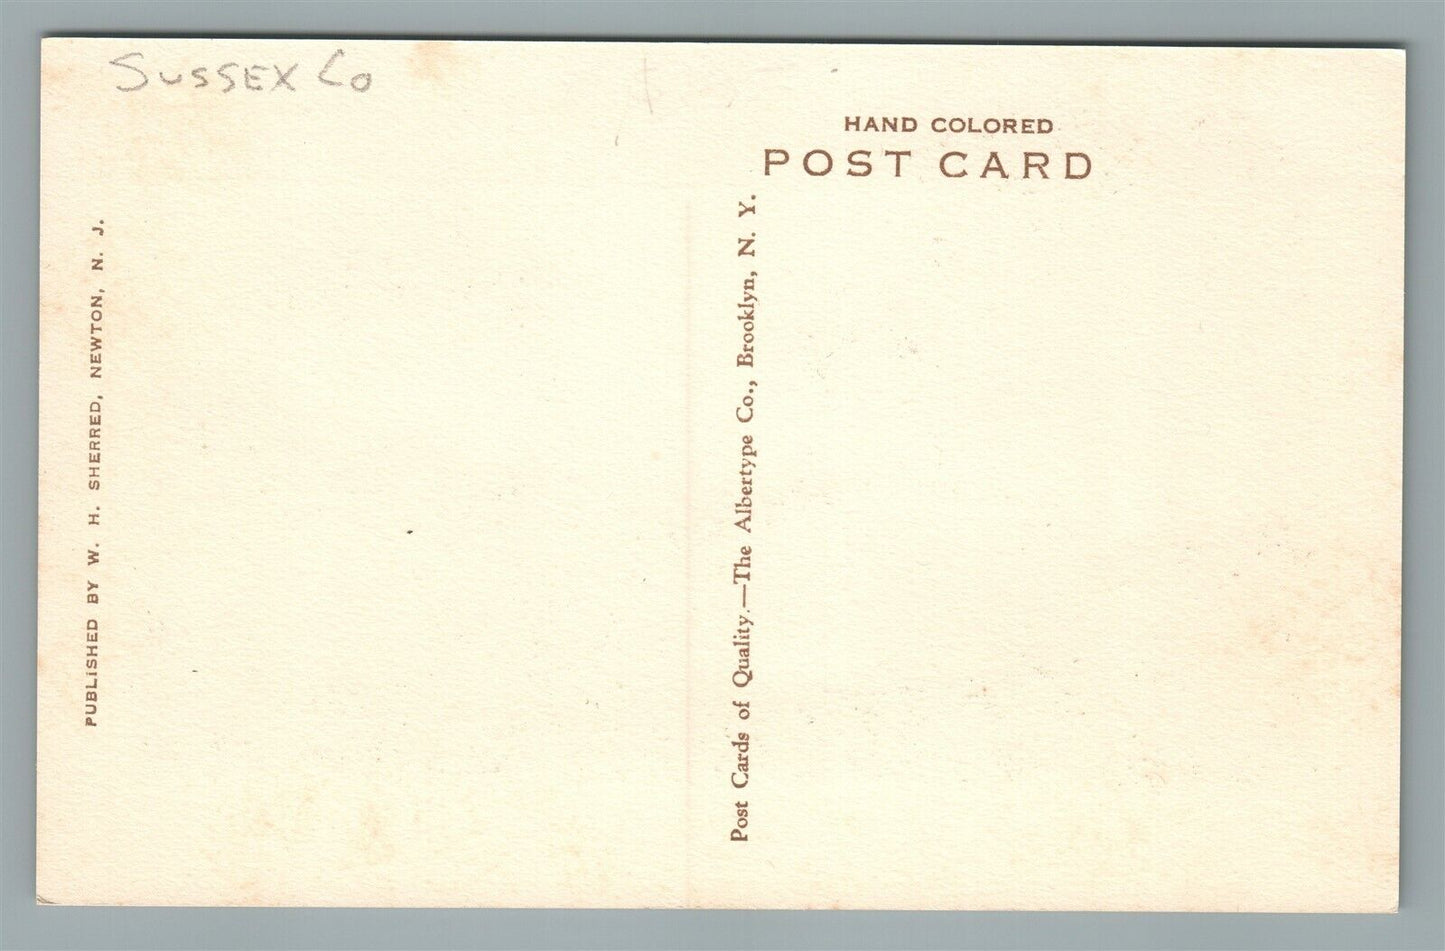 SUSSEX Co
HAND COLORED
POST CARD
PUBLISHED BY W. H. SHERRED, NEWTON, N. J.
Post Cards of Quality.—The Albertype Co., Brooklyn, N. Y.